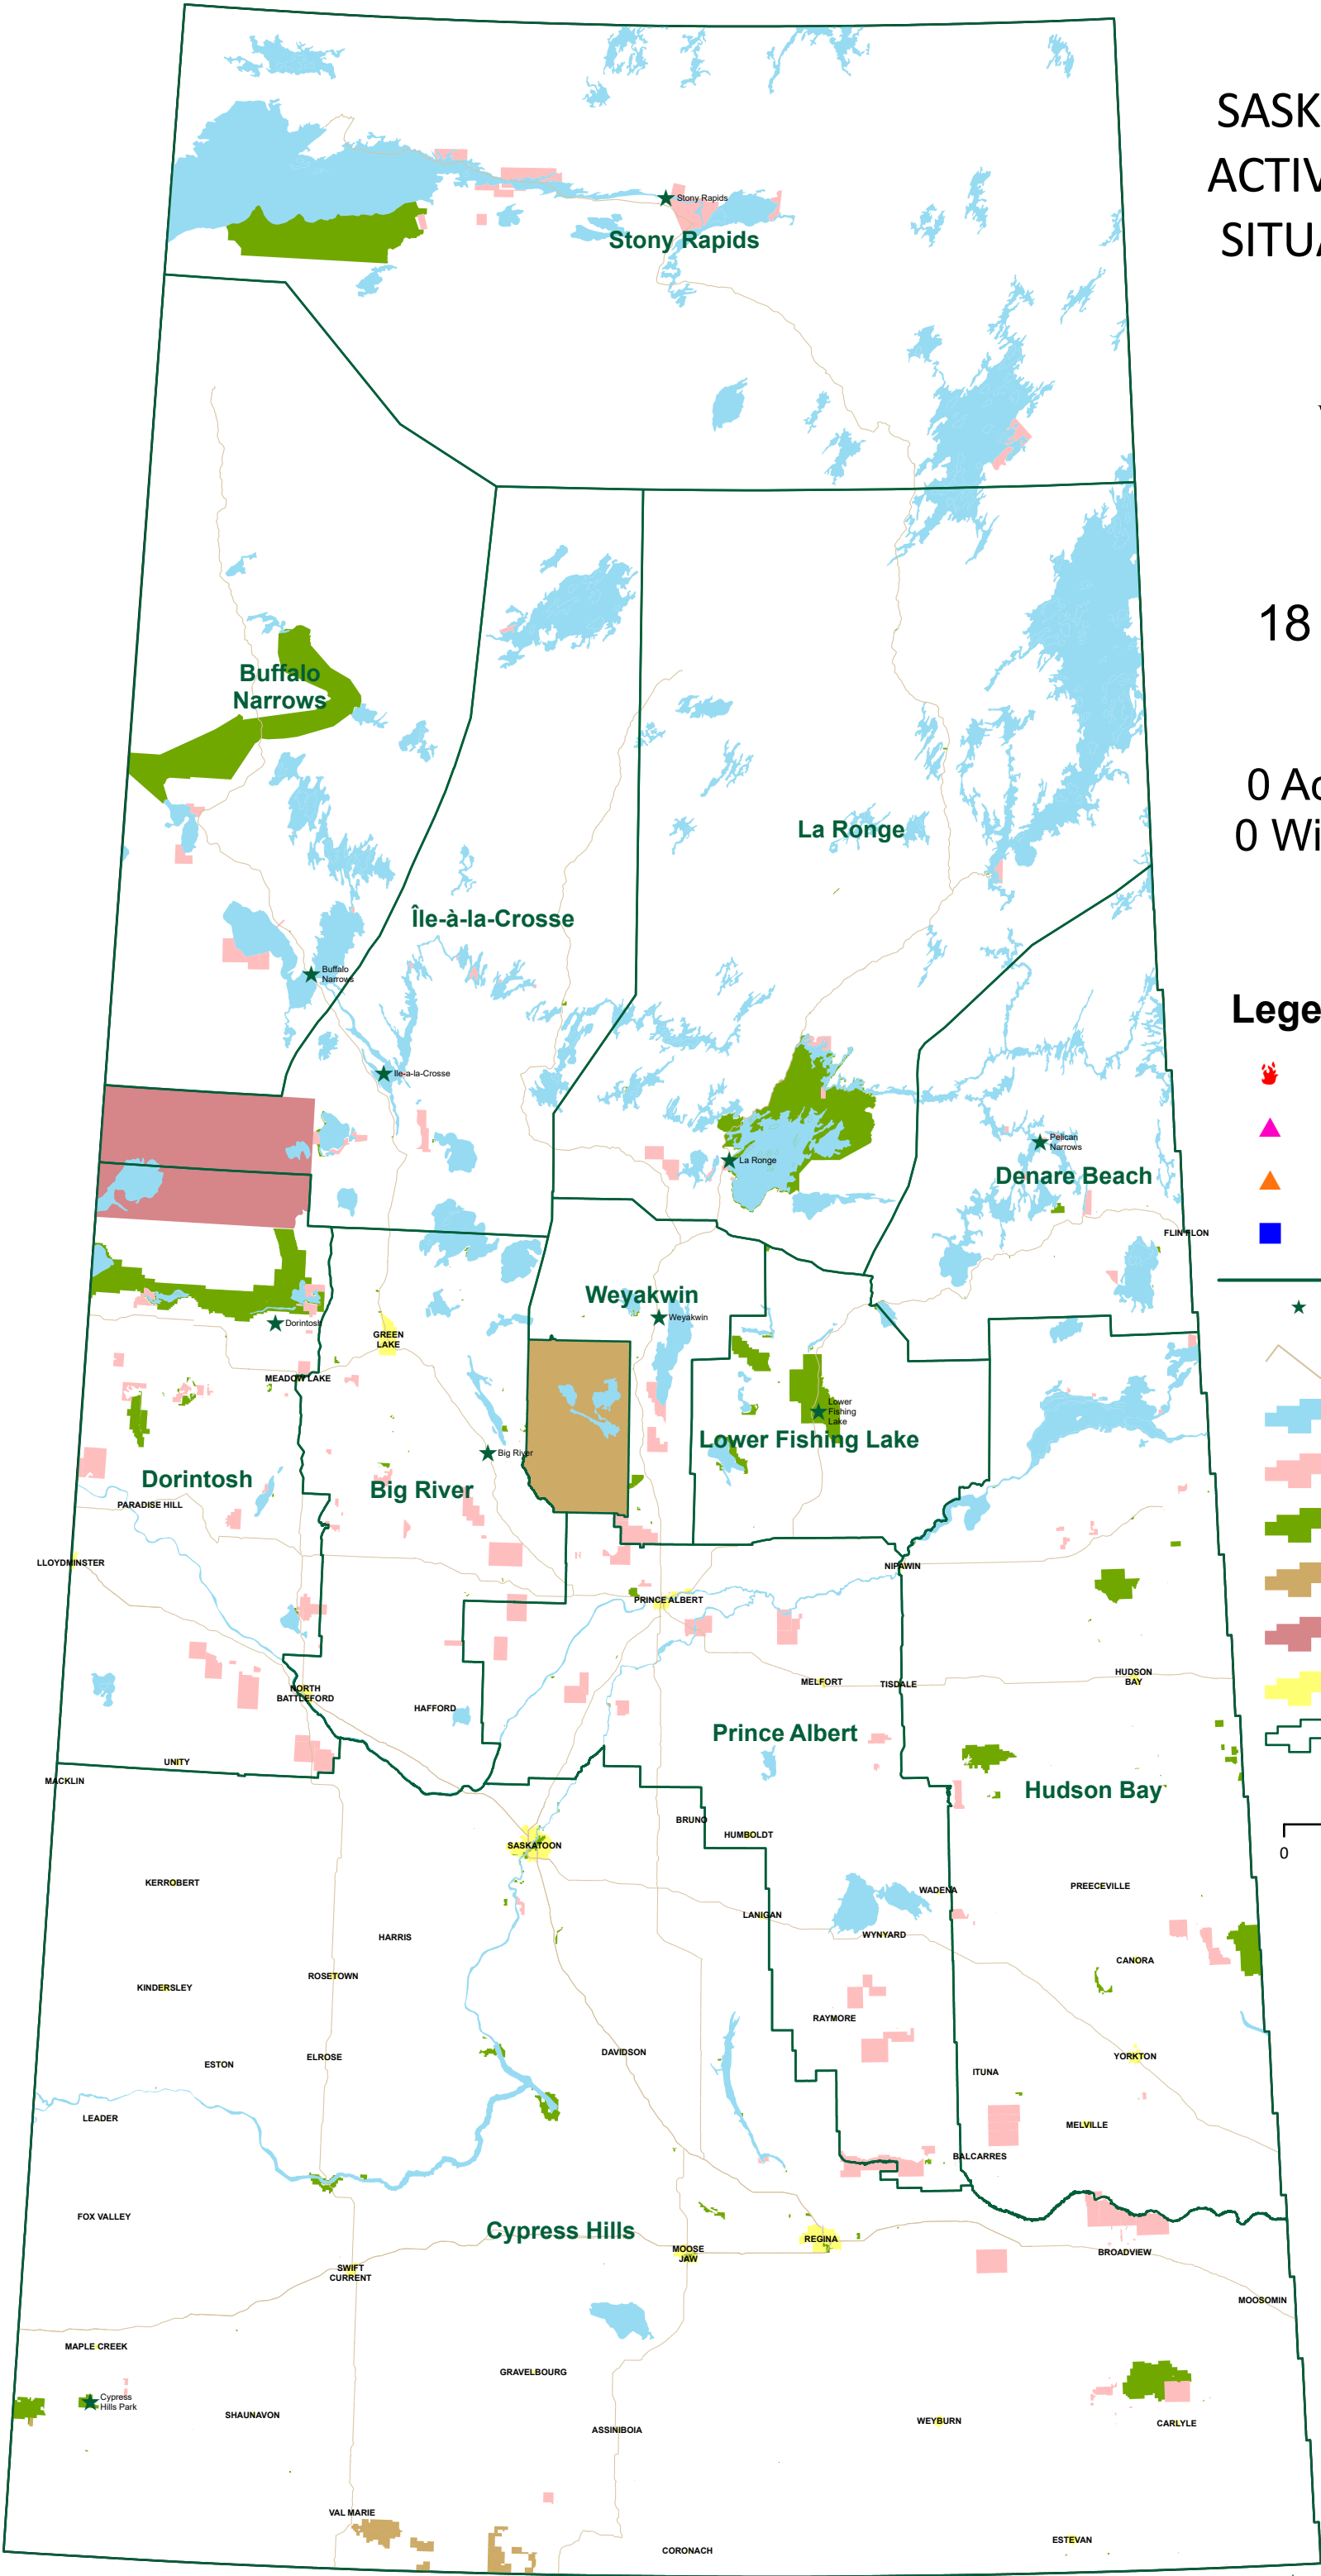 SASK
ACTIV
SITUA
18
0 Ac
0 Wi
Lege
0
Stony Rapids
Stony Rapids
Buffalo
Narrows
La Ronge
Île-à-la-Crosse
Buffalo
Narrows
Ile-a-la-Crosse
Pelican
Narrows
La Ronge
Denare Beach
FLIN FLON
Weyakwin
Weyakwin
Dorintosh
GREEN
LAKE
MEADOW LAKE
Lower
Fishing
Lake
Lower Fishing Lake
Big River
Dorintosh
Big River
PARADISE HILL
LLOYDMINSTER
NIPAWIN
PRINCE ALBERT
HUDSON
BAY
MELFORT
TISDALE
NORTH
BATTLEFORD
HAFFORD
Prince Albert
UNITY
MACKLIN
Hudson Bay
BRUNO
HUMBOLDT
SASKATOON
KERROBERT
PREECEVILLE
WADENA
LANIGAN
WYNYARD
HARRIS
CANORA
ROSETOWN
KINDERSLEY
RAYMORE
DAVIDSON
YORKTON
ELROSE
ESTON
ITUNA
LEADER
MELVILLE
BALCARRES
FOX VALLEY
Cypress Hills
REGINA
MOOSE
JAW
BROADVIEW
SWIFT
CURRENT
MOOSOMIN
MAPLE CREEK
GRAVELBOURG
Cypress
Hills Park
SHAUNAVON
WEYBURN
CARLYLE
ASSINIBOIA
VAL MARIE
ESTEVAN
CORONACH